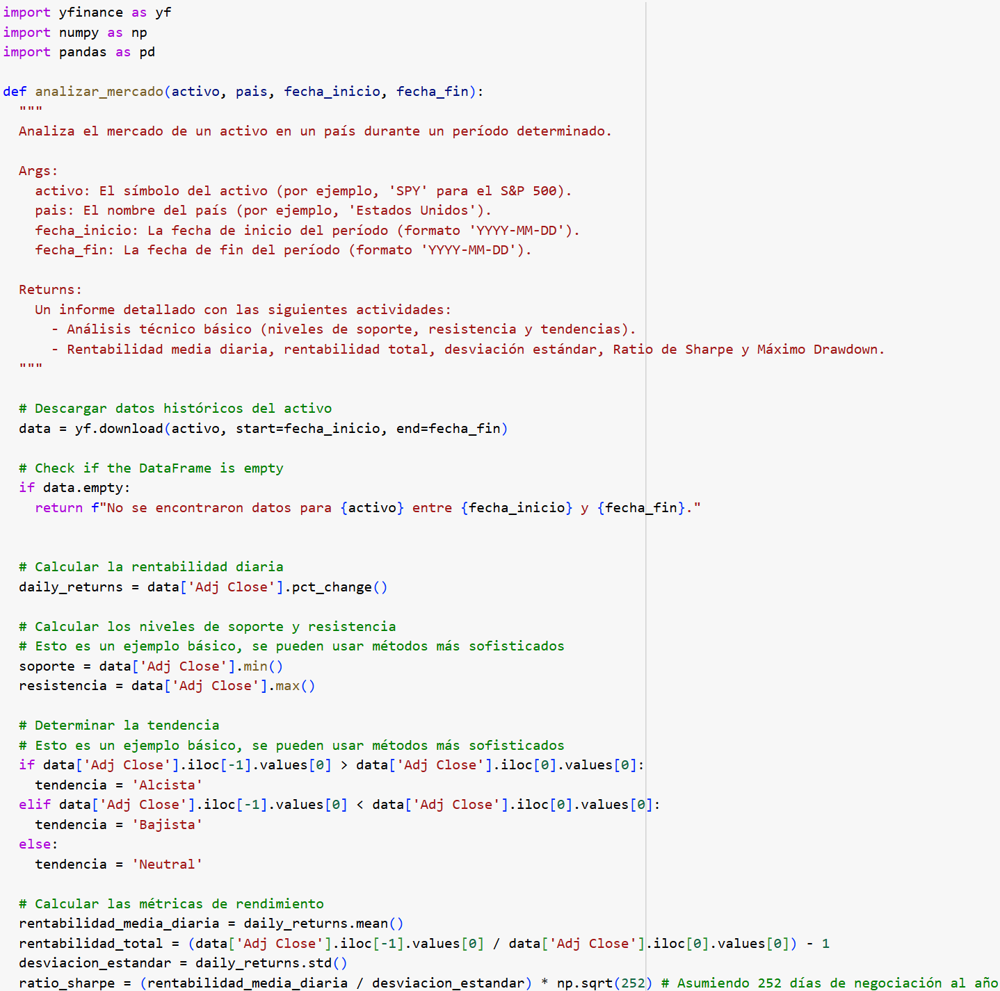 import yfinance as yf
import numpy as np
import pandas as pd

def analizar_mercado(activo, pais, fecha_inicio, fecha_fin):
  """
  Analiza el mercado de un activo en un país durante un período determinado.

  Args:
    activo: El símbolo del activo (por ejemplo, 'SPY' para el S&P 500).
    pais: El nombre del país (por ejemplo, 'Estados Unidos').
    fecha_inicio: La fecha de inicio del período (formato 'YYYY-MM-DD').
    fecha_fin: La fecha de fin del período (formato 'YYYY-MM-DD').

  Returns:
    Un informe detallado con las siguientes actividades:
      - Análisis técnico básico (niveles de soporte, resistencia y tendencias).
      - Rentabilidad media diaria, rentabilidad total, desviación estándar, Ratio de Sharpe y Máximo Drawdown.
  """

  # Descargar datos históricos del activo
  data = yf.download(activo, start=fecha_inicio, end=fecha_fin)

  # Check if the DataFrame is empty
  if data.empty:
    return f"No se encontraron datos para {activo} entre {fecha_inicio} y {fecha_fin}."


  # Calcular la rentabilidad diaria
  daily_returns = data['Adj Close'].pct_change()

  # Calcular los niveles de soporte y resistencia
  # Esto es un ejemplo básico, se pueden usar métodos más sofisticados
  soporte = data['Adj Close'].min()
  resistencia = data['Adj Close'].max()

  # Determinar la tendencia
  # Esto es un ejemplo básico, se pueden usar métodos más sofisticados
  if data['Adj Close'].iloc[-1].values[0] > data['Adj Close'].iloc[0].values[0]:
    tendencia = 'Alcista'
  elif data['Adj Close'].iloc[-1].values[0] < data['Adj Close'].iloc[0].values[0]:
    tendencia = 'Bajista'
  else:
    tendencia = 'Neutral'

  # Calcular las métricas de rendimiento
  rentabilidad_media_diaria = daily_returns.mean()
  rentabilidad_total = (data['Adj Close'].iloc[-1].values[0] / data['Adj Close'].iloc[0].values[0]) - 1
  desviacion_estandar = daily_returns.std()
  ratio_sharpe = (rentabilidad_media_diaria / desviacion_estandar) * np.sqrt(252) # Asumiendo 252 días de negociación al año